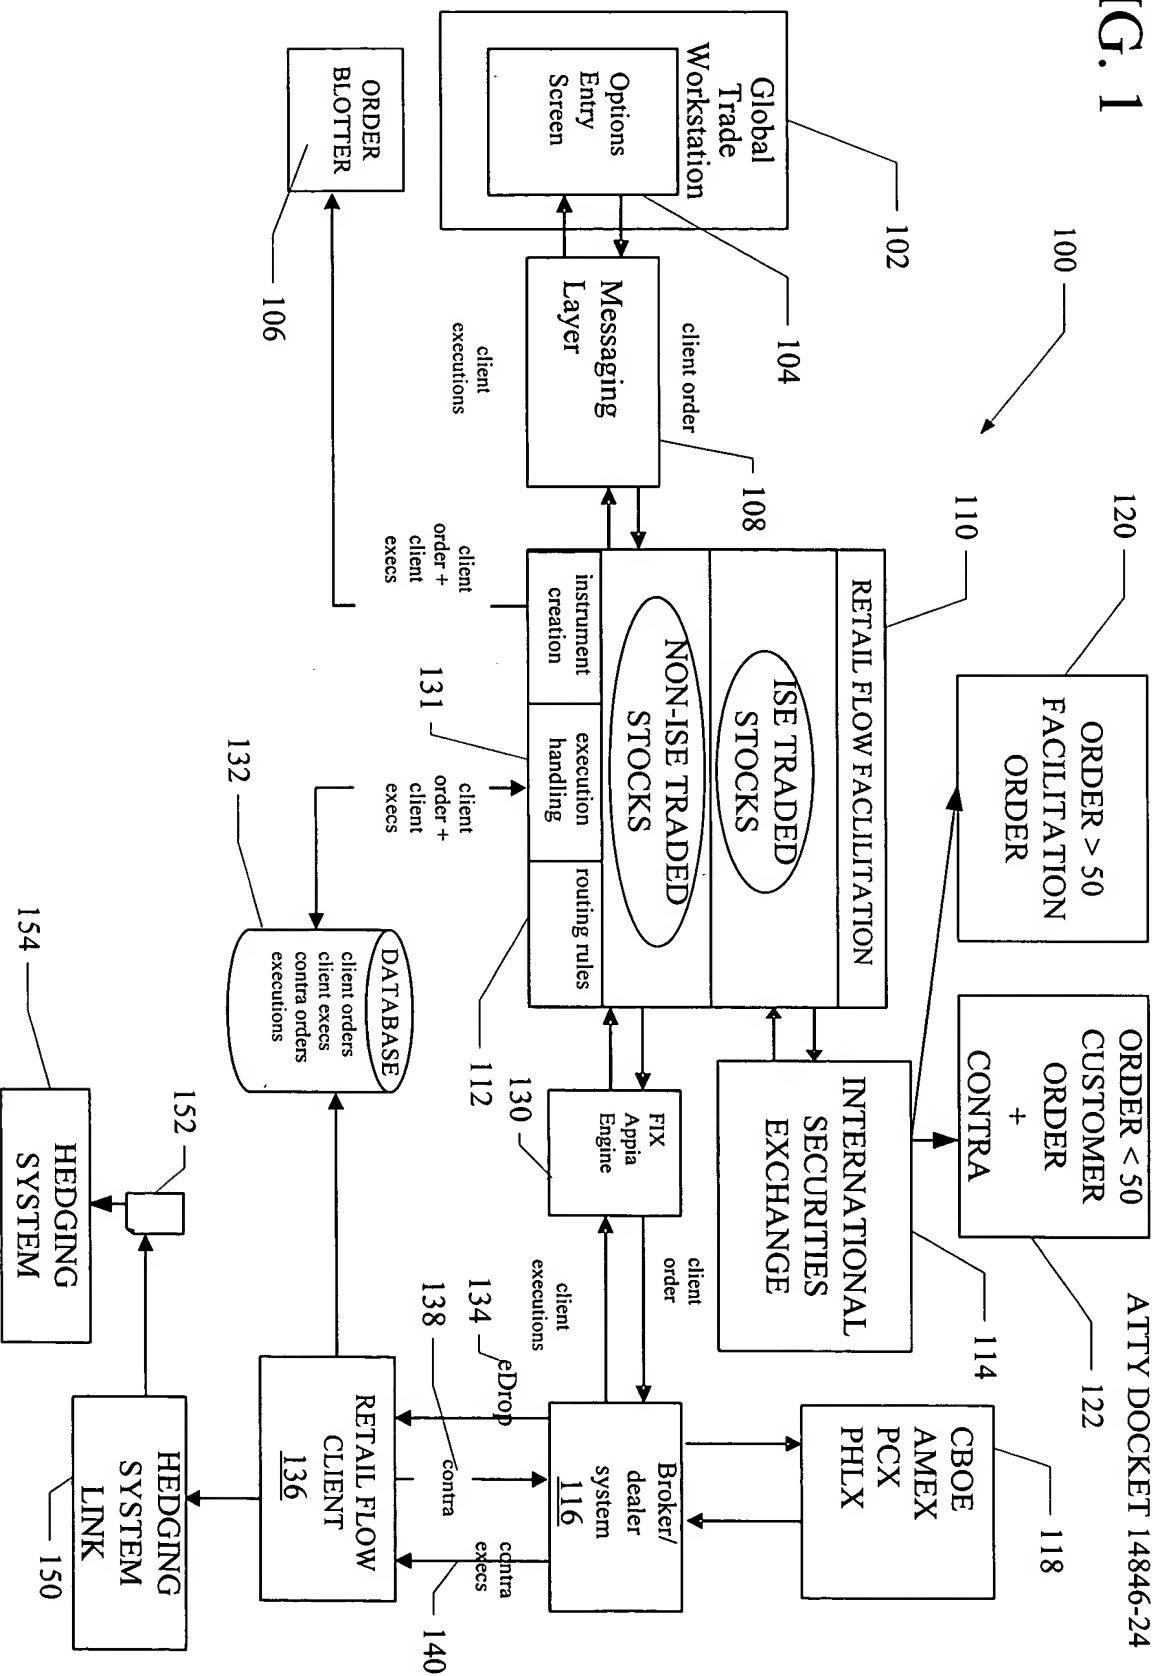 FIG. 1
ATTY DOCKET 14846-24
100
120
ORDER > 50
FACILITATION
ORDER
ORDER < 50
CUSTOMER
ORDER
+
CONTRA
122
110
102
Global
Trade
Workstation
Options
Entry
Screen
104
client order
Messaging
Layer
108
client
executions
RETAIL FLOW FACLILITATION
ISE TRADED
STOCKS
NON-ISE TRADED
STOCKS
instrument
creation
execution
handling
routing rules
112
INTERNATIONAL
SECURITIES
EXCHANGE
114
CBOE
AMEX
PCX
PHLX
118
FIX
Appia
Engine
130
client
order
client
executions
Broker/
dealer
system
116
ORDER
BLOTTER
106
client
order +
client
execs
131
client
order +
client
execs
132
DATABASE
client orders
client execs
contra orders
executions
134
eDrop
138
contra
contra
execs
140
RETAIL FLOW
CLIENT
136
154
HEDGING
SYSTEM
152
HEDGING
SYSTEM
LINK
150